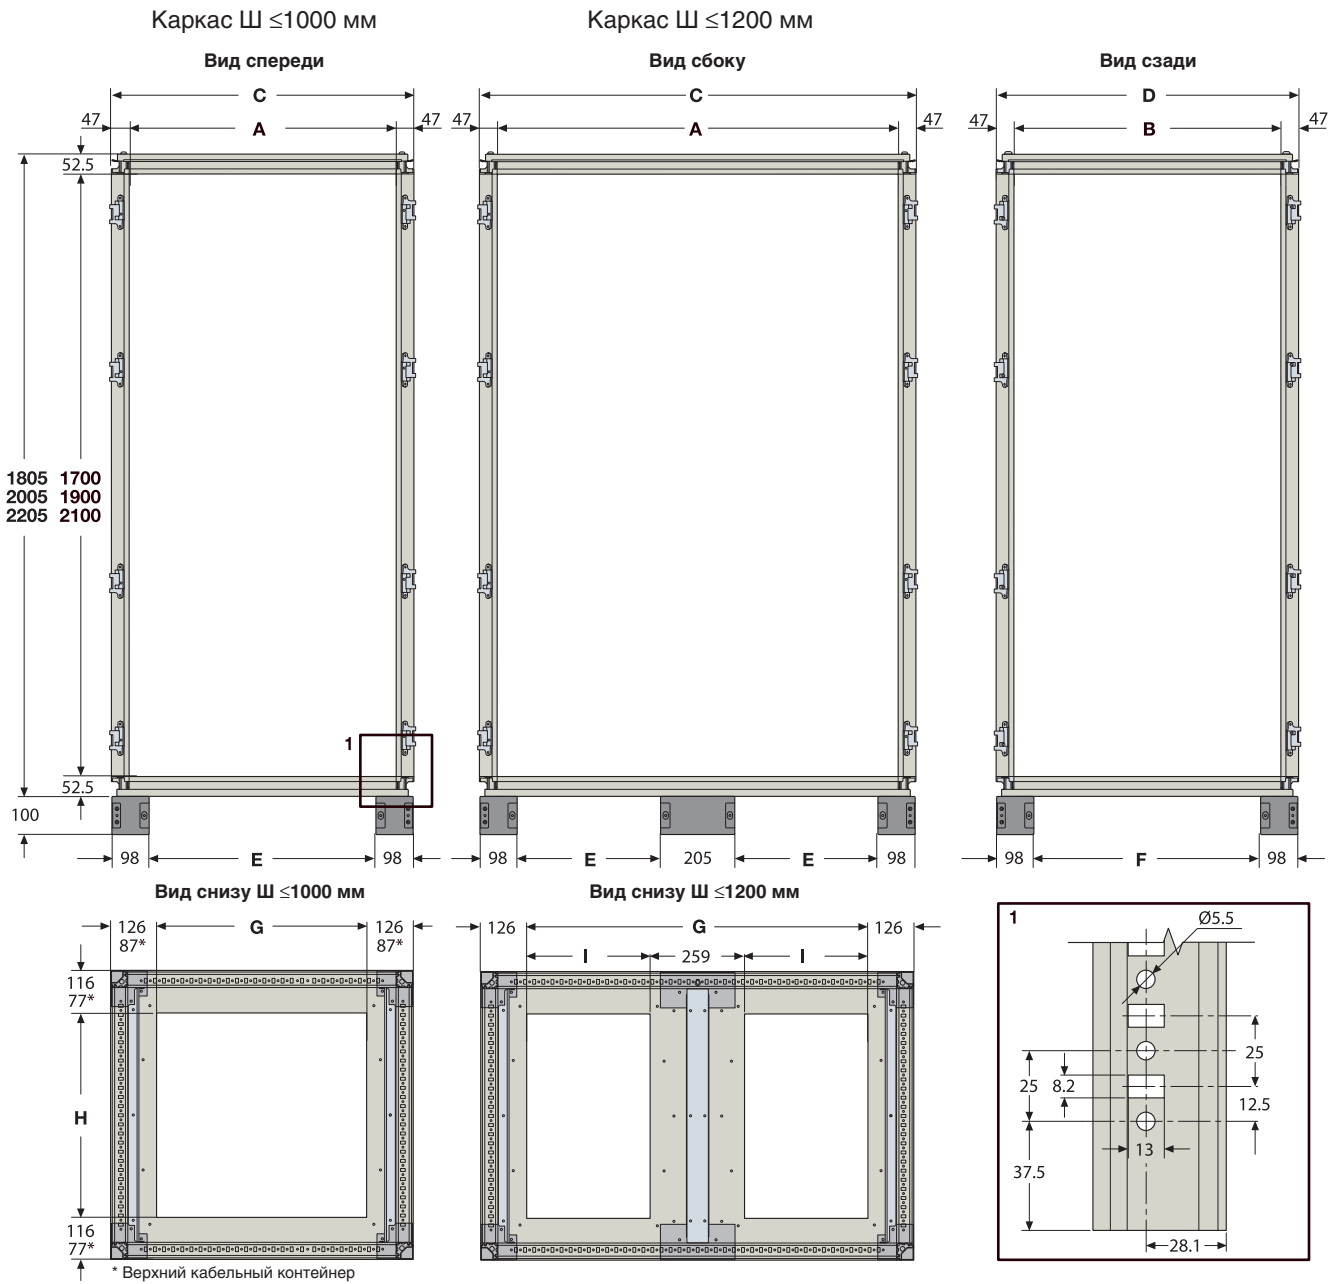 Каркас Ш ≤1000 мм
Каркас Ш ≤1200 мм
Вид спереди
Вид сбоку
Вид сзади
C
C
D
47 A 47
47 A 47
47 B 47
52.5
1805 1700
2005 1900
2205 2100
1
52.5
100
98 E 98
98 E 205 E 98
98 F 98
Вид снизу Ш ≤1000 мм
Вид снизу Ш ≤1200 мм
126 G 126
87* 87*
126 G 126
I 259 I
116
77*
H
116
77*
* Верхний кабельный контейнер
1
Ø5.5
25
25 8.2
12.5
13
37.5
28.1